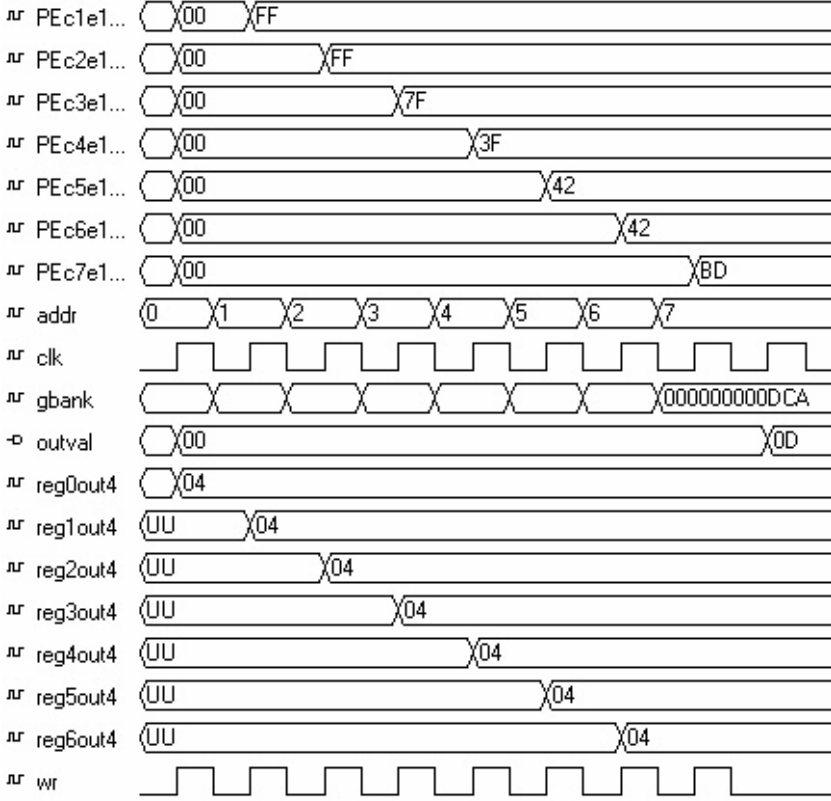 PEc1e1... 00 FF
PEc2e1... 00 FF
PEc3e1... 00 7F
PEc4e1... 00 3F
PEc5e1... 00 42
PEc6e1... 00 42
PEc7e1... 00 BD
addr 0 1 2 3 4 5 6 7
clk
gbank 000000000DCA
outval 00 0D
reg0out4 04
reg1out4 UU 04
reg2out4 UU 04
reg3out4 UU 04
reg4out4 UU 04
reg5out4 UU 04
reg6out4 UU 04
wr